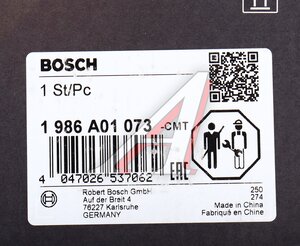 BOSCH
1 St/Pc
1 986 A01 073 -CMT
4 047026 537062
EAC
Robert Bosch GmbH
Auf der Breit 4
76227 Karlsruhe
GERMANY
250
274
Made in China
Fabriqué en Chine